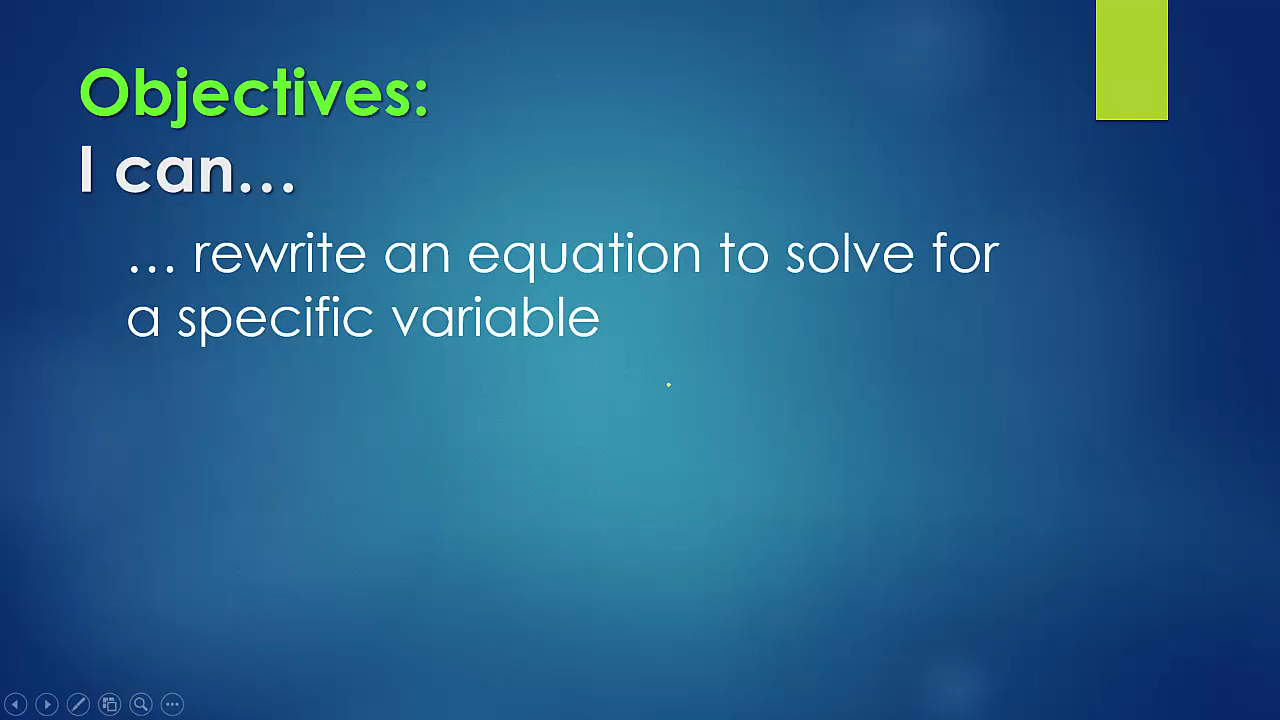 Objectives:
I can…
… rewrite an equation to solve for
a specific variable